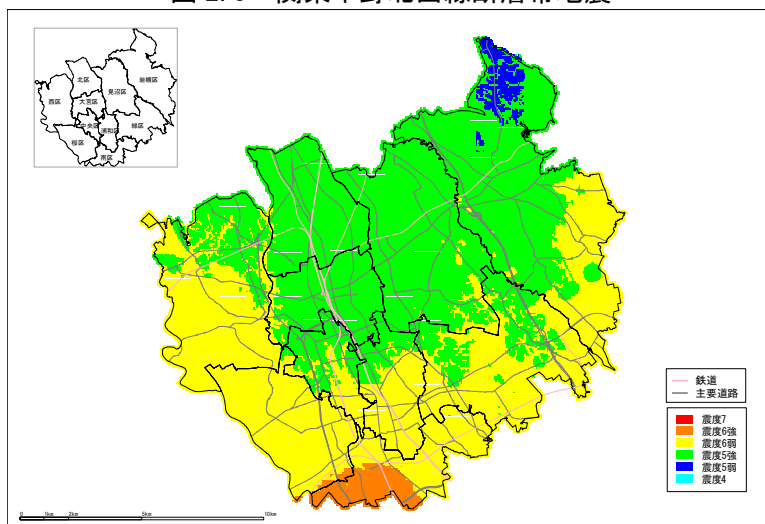 北区
岩槻区
見沼区
西区
大宮区
中央区
浦和区
緑区
桜区
南区
鉄道
主要道路
震度7
震度6強
震度6弱
震度5強
震度5弱
震度4
0 1km 2km 5km 10km